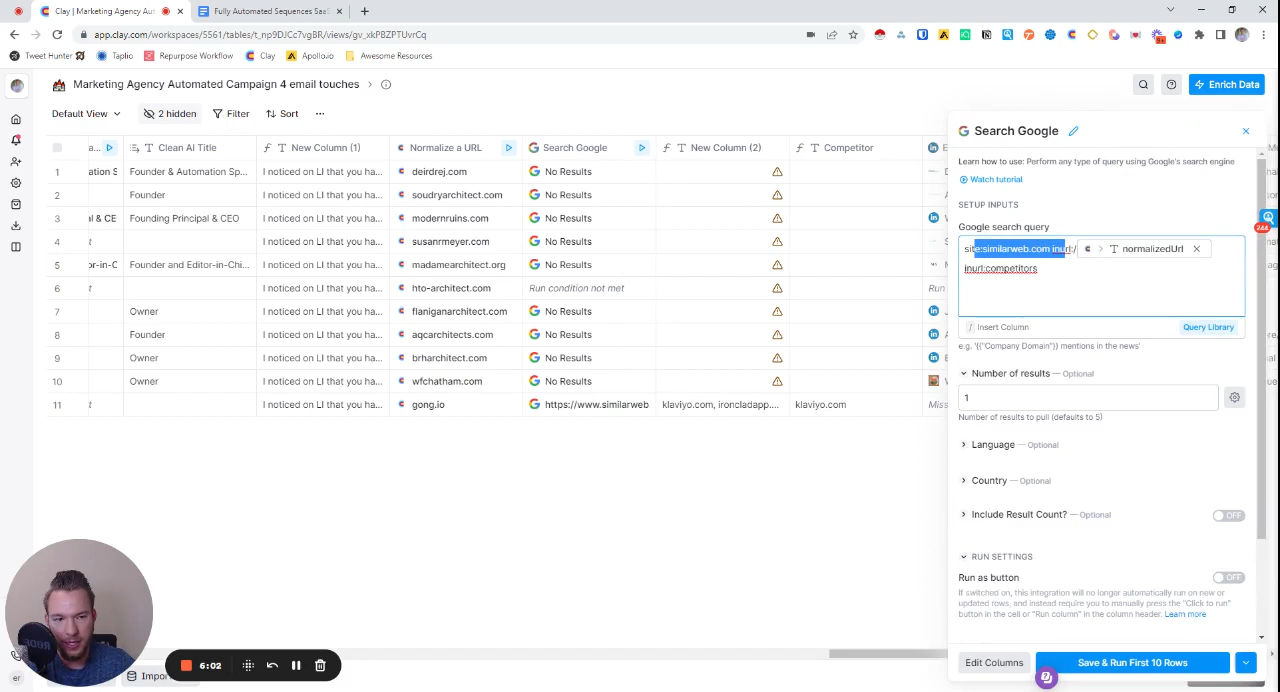 Clay | Marketing Agency Auto
Fully Automated Sequences SaaS
app.clay.com/workspaces/5561/tables/t_np9DJCc7vgBR/views/gv_xkPBZPTUvrCq
Tweet Hunter
Taplio
Repurpose Workflow
Clay
Apollo.io
Awesome Resources
Marketing Agency Automated Campaign 4 email touches
Enrich Data
Default View
2 hidden
Filter
Sort
Clean AI Title
New Column (1)
Normalize a URL
Search Google
New Column (2)
Competitor
1 Founder & Automation Sp... I noticed on LI that you ha... deirdrej.com No Results
2 Founder I noticed on LI that you ha... soudryarchitect.com No Results
3 al & CE Founding Principal & CEO I noticed on LI that you ha... modernruins.com No Results
4 I noticed on LI that you ha... susanrmeyer.com No Results
5 or-in-C Founder and Editor-in-Chi... I noticed on LI that you ha... madamearchitect.org No Results
6 I noticed on LI that you ha... hto-architect.com Run condition not met Run
7 Owner I noticed on LI that you ha... flaniganarchitect.com No Results
8 Founder I noticed on LI that you ha... aqcarchitects.com No Results
9 Owner I noticed on LI that you ha... brharchitect.com No Results
10 Owner I noticed on LI that you ha... wfchatham.com No Results
11 I noticed on LI that you ha... gong.io https://www.similarweb. klaviyo.com, ironcladapp.... klaviyo.com Miss
Search Google
Learn how to use: Perform any type of query using Google's search engine
Watch tutorial
SETUP INPUTS
Google search query
site:similarweb.com inurl:/ normalizedUrl
inurl:competitors
Insert Column
Query Library
e.g. '{{"Company Domain"}} mentions in the news'
Number of results — Optional
1
Number of results to pull (defaults to 5)
Language — Optional
Country — Optional
Include Result Count? — Optional
OFF
RUN SETTINGS
Run as button
OFF
If switched on, this integration will no longer automatically run on new or
updated rows, and instead require you to manually press the "Click to run"
button in the cell or "Run column" in the column header. Learn more
Edit Columns
Save & Run First 10 Rows
244
6:02
Impor
er